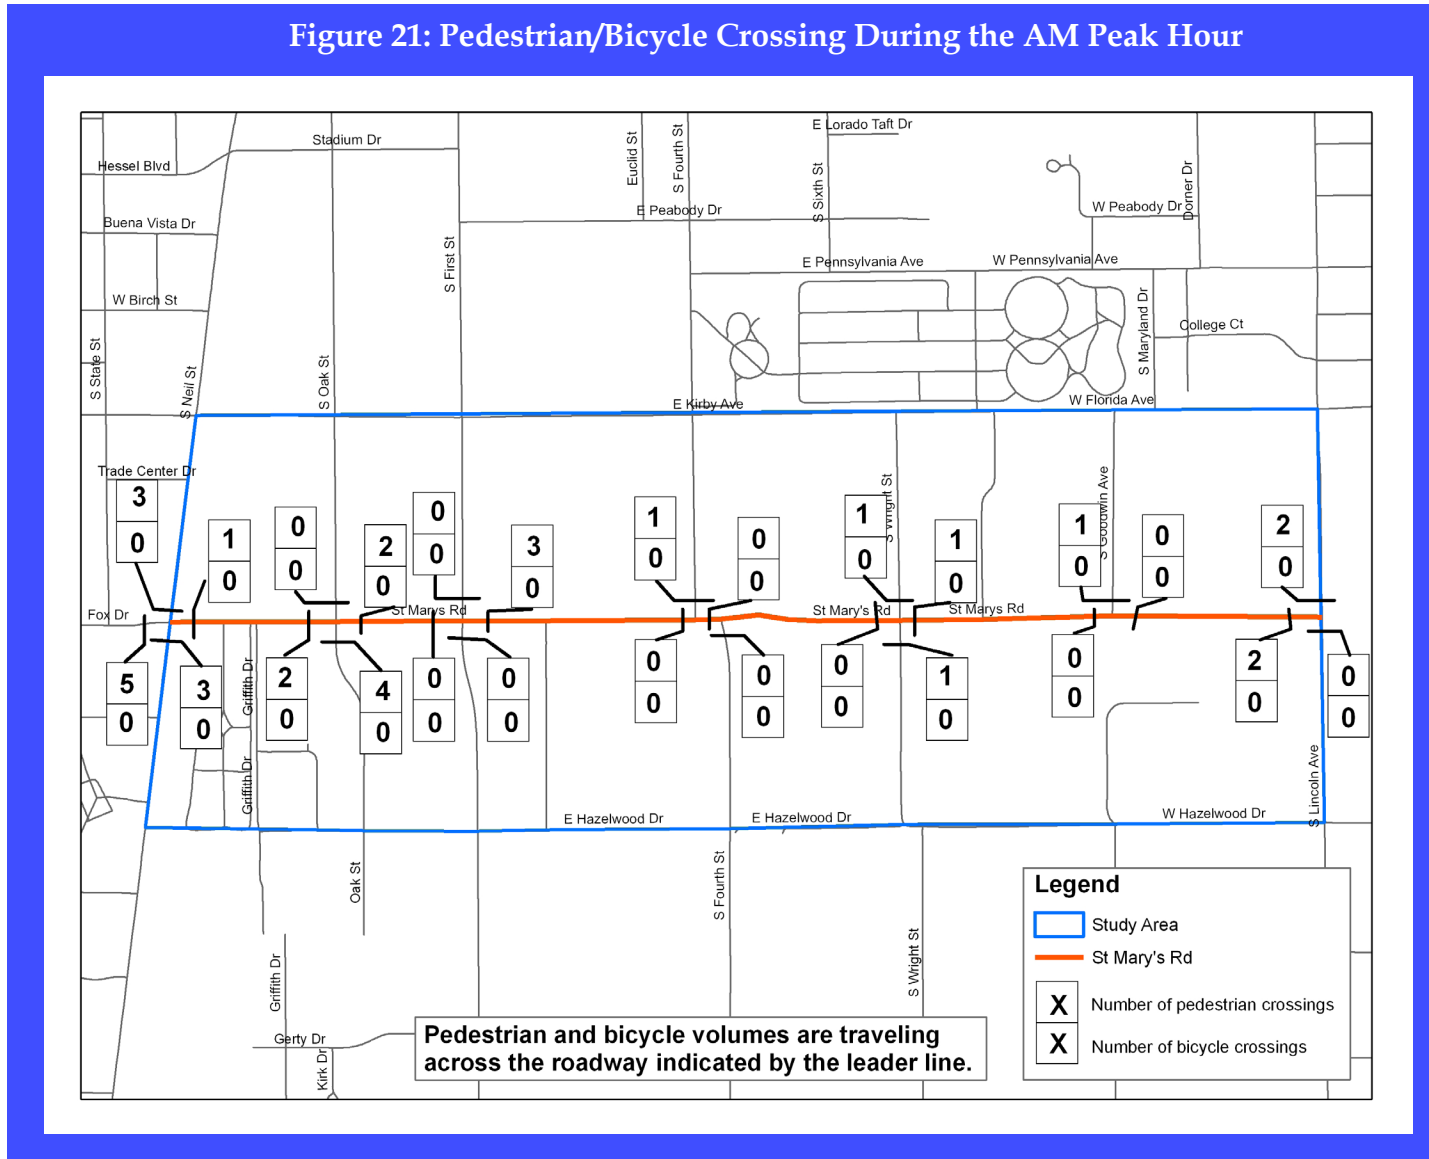 Figure 21: Pedestrian/Bicycle Crossing During the AM Peak Hour
E Lorado Taft Dr
Stadium Dr
Hessel Blvd
Euclid St
S Fourth St
S Sixth St
Dorner Dr
E Peabody Dr
W Peabody Dr
Buena Vista Dr
S First St
E Pennsylvania Ave
W Pennsylvania Ave
W Birch St
S Maryland Dr
College Ct
S State St
S Neil St
S Oak St
E Kirby Ave
W Florida Ave
Trade Center Dr
S Wright St
S Goodwin Ave
3
0
1
0
0
0
2
0
0
0
3
0
1
0
0
0
1
0
1
0
1
0
0
0
2
0
Fox Dr
St Marys Rd
St Mary's Rd
St Marys Rd
5
0
3
0
2
0
4
0
0
0
0
0
0
0
0
0
0
0
1
0
0
0
2
0
0
0
Griffith Dr
Griffith Dr
S Lincoln Ave
E Hazelwood Dr
E Hazelwood Dr
W Hazelwood Dr
Oak St
S Fourth St
S Wright St
Griffith Dr
Gerty Dr
Kirk Dr
Pedestrian and bicycle volumes are traveling
across the roadway indicated by the leader line.
Legend
Study Area
St Mary's Rd
X
Number of pedestrian crossings
X
Number of bicycle crossings